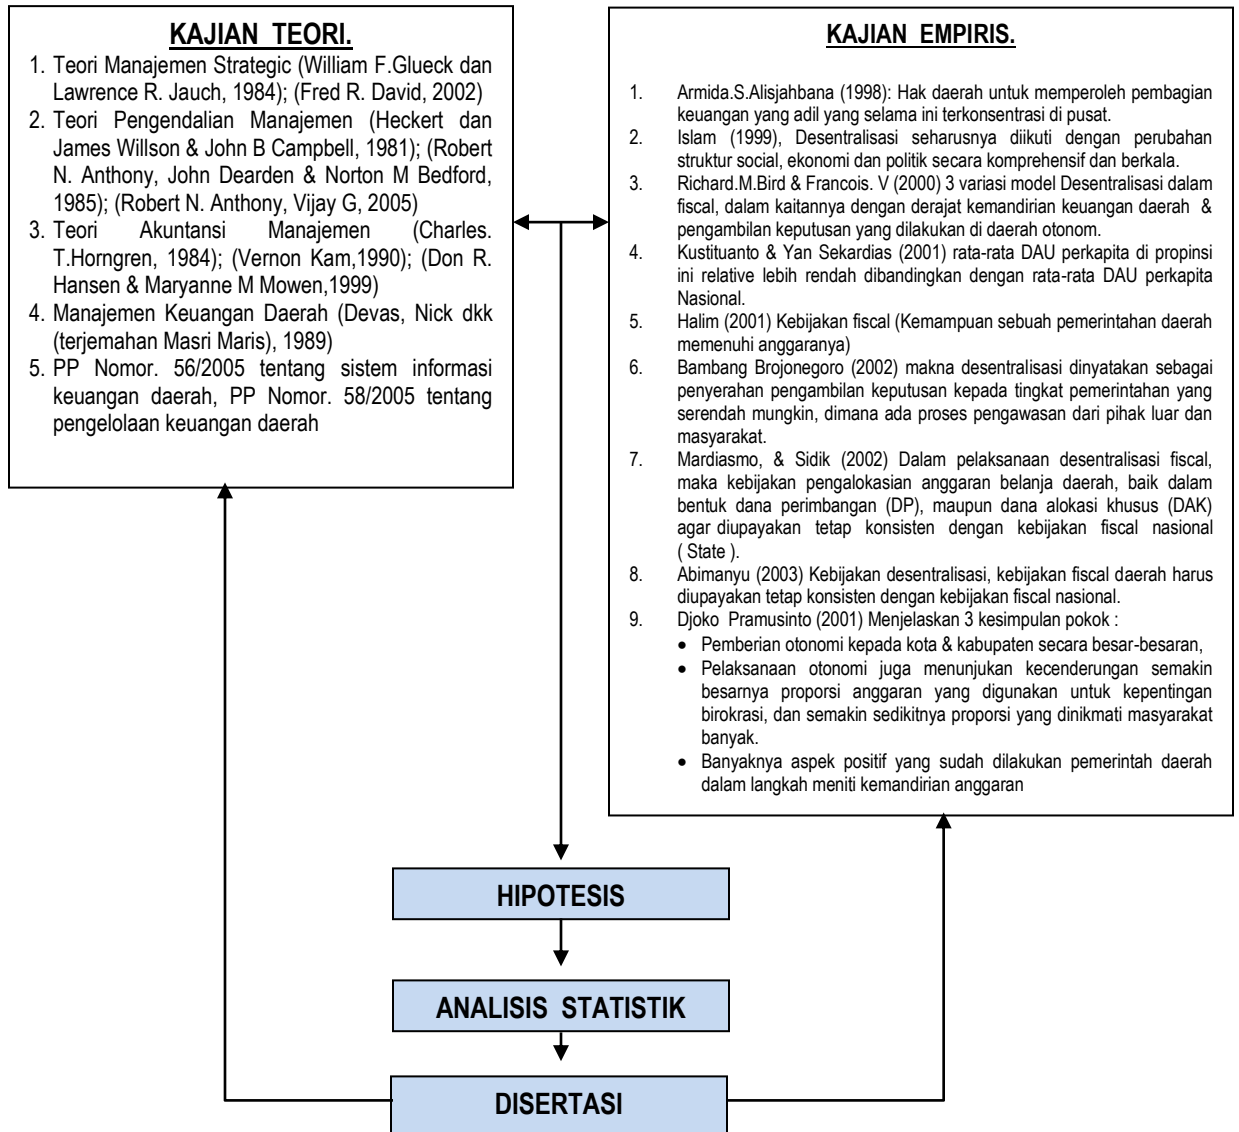 KAJIAN TEORI.
1. Teori Manajemen Strategic (William F.Glueck dan
Lawrence R. Jauch, 1984); (Fred R. David, 2002)
2. Teori Pengendalian Manajemen (Heckert dan
James Willson & John B Campbell, 1981); (Robert
N. Anthony, John Dearden & Norton M Bedford,
1985); (Robert N. Anthony, Vijay G, 2005)
3. Teori Akuntansi Manajemen (Charles.
T.Horngren, 1984); (Vernon Kam,1990); (Don R.
Hansen & Maryanne M Mowen,1999)
4. Manajemen Keuangan Daerah (Devas, Nick dkk
(terjemahan Masri Maris), 1989)
5. PP Nomor. 56/2005 tentang sistem informasi
keuangan daerah, PP Nomor. 58/2005 tentang
pengelolaan keuangan daerah
KAJIAN EMPIRIS.
1. Armida.S.Alisjahbana (1998): Hak daerah untuk memperoleh pembagian
keuangan yang adil yang selama ini terkonsentrasi di pusat.
2. Islam (1999), Desentralisasi seharusnya diikuti dengan perubahan
struktur social, ekonomi dan politik secara komprehensif dan berkala.
3. Richard.M.Bird & Francois. V (2000) 3 variasi model Desentralisasi dalam
fiscal, dalam kaitannya dengan derajat kemandirian keuangan daerah &
pengambilan keputusan yang dilakukan di daerah otonom.
4. Kustituanto & Yan Sekardias (2001) rata-rata DAU perkapita di propinsi
ini relative lebih rendah dibandingkan dengan rata-rata DAU perkapita
Nasional.
5. Halim (2001) Kebijakan fiscal (Kemampuan sebuah pemerintahan daerah
memenuhi anggaranya)
6. Bambang Brojonegoro (2002) makna desentralisasi dinyatakan sebagai
penyerahan pengambilan keputusan kepada tingkat pemerintahan yang
serendah mungkin, dimana ada proses pengawasan dari pihak luar dan
masyarakat.
7. Mardiasmo, & Sidik (2002) Dalam pelaksanaan desentralisasi fiscal,
maka kebijakan pengalokasian anggaran belanja daerah, baik dalam
bentuk dana perimbangan (DP), maupun dana alokasi khusus (DAK)
agar diupayakan tetap konsisten dengan kebijakan fiscal nasional
( State ).
8. Abimanyu (2003) Kebijakan desentralisasi, kebijakan fiscal daerah harus
diupayakan tetap konsisten dengan kebijakan fiscal nasional.
9. Djoko Pramusinto (2001) Menjelaskan 3 kesimpulan pokok :
• Pemberian otonomi kepada kota & kabupaten secara besar-besaran,
• Pelaksanaan otonomi juga menunjukan kecenderungan semakin
besarnya proporsi anggaran yang digunakan untuk kepentingan
birokrasi, dan semakin sedikitnya proporsi yang dinikmati masyarakat
banyak.
• Banyaknya aspek positif yang sudah dilakukan pemerintah daerah
dalam langkah meniti kemandirian anggaran
HIPOTESIS
ANALISIS STATISTIK
DISERTASI